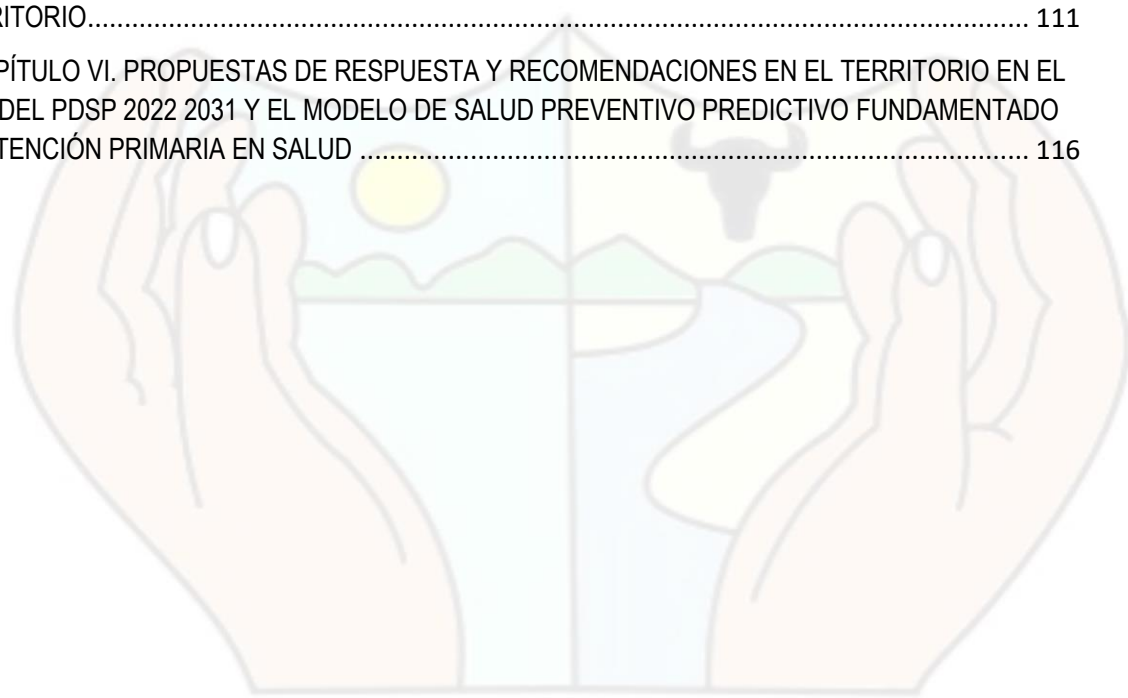 RITORIO.......................................................................................................................................... 111
PÍTULO VI. PROPUESTAS DE RESPUESTA Y RECOMENDACIONES EN EL TERRITORIO EN EL
DEL PDSP 2022 2031 Y EL MODELO DE SALUD PREVENTIVO PREDICTIVO FUNDAMENTADO
TENCIÓN PRIMARIA EN SALUD ........................................................................................... 116